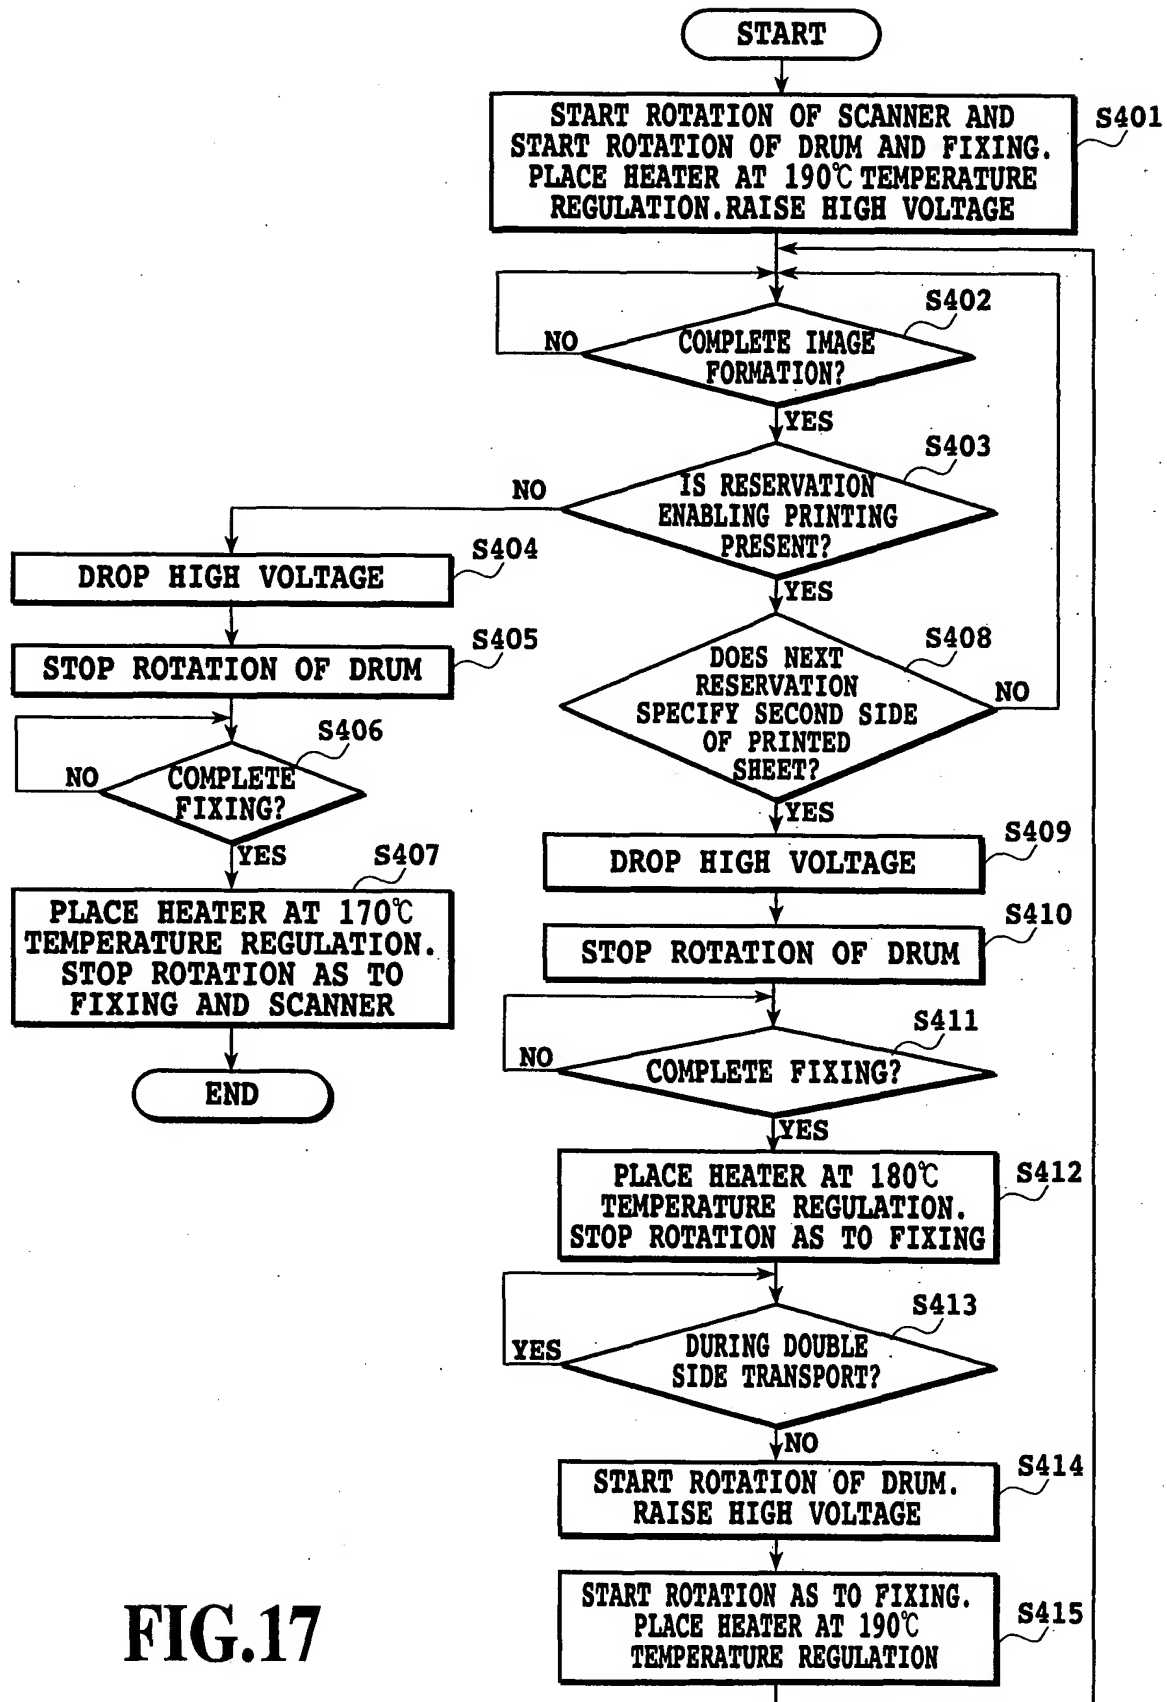 START
START ROTATION OF SCANNER AND
START ROTATION OF DRUM AND FIXING.
PLACE HEATER AT 190℃ TEMPERATURE
REGULATION.RAISE HIGH VOLTAGE
S401
S402
COMPLETE IMAGE
FORMATION?
NO
YES
S403
IS RESERVATION
ENABLING PRINTING
PRESENT?
NO
YES
S404
DROP HIGH VOLTAGE
S405
STOP ROTATION OF DRUM
S406
COMPLETE
FIXING?
NO
YES
S407
PLACE HEATER AT 170℃
TEMPERATURE REGULATION.
STOP ROTATION AS TO
FIXING AND SCANNER
END
S408
DOES NEXT
RESERVATION
SPECIFY SECOND SIDE
OF PRINTED
SHEET?
NO
YES
S409
DROP HIGH VOLTAGE
S410
STOP ROTATION OF DRUM
S411
COMPLETE FIXING?
NO
YES
S412
PLACE HEATER AT 180℃
TEMPERATURE REGULATION.
STOP ROTATION AS TO FIXING
S413
DURING DOUBLE
SIDE TRANSPORT?
YES
NO
S414
START ROTATION OF DRUM.
RAISE HIGH VOLTAGE
S415
START ROTATION AS TO FIXING.
PLACE HEATER AT 190℃
TEMPERATURE REGULATION
FIG.17